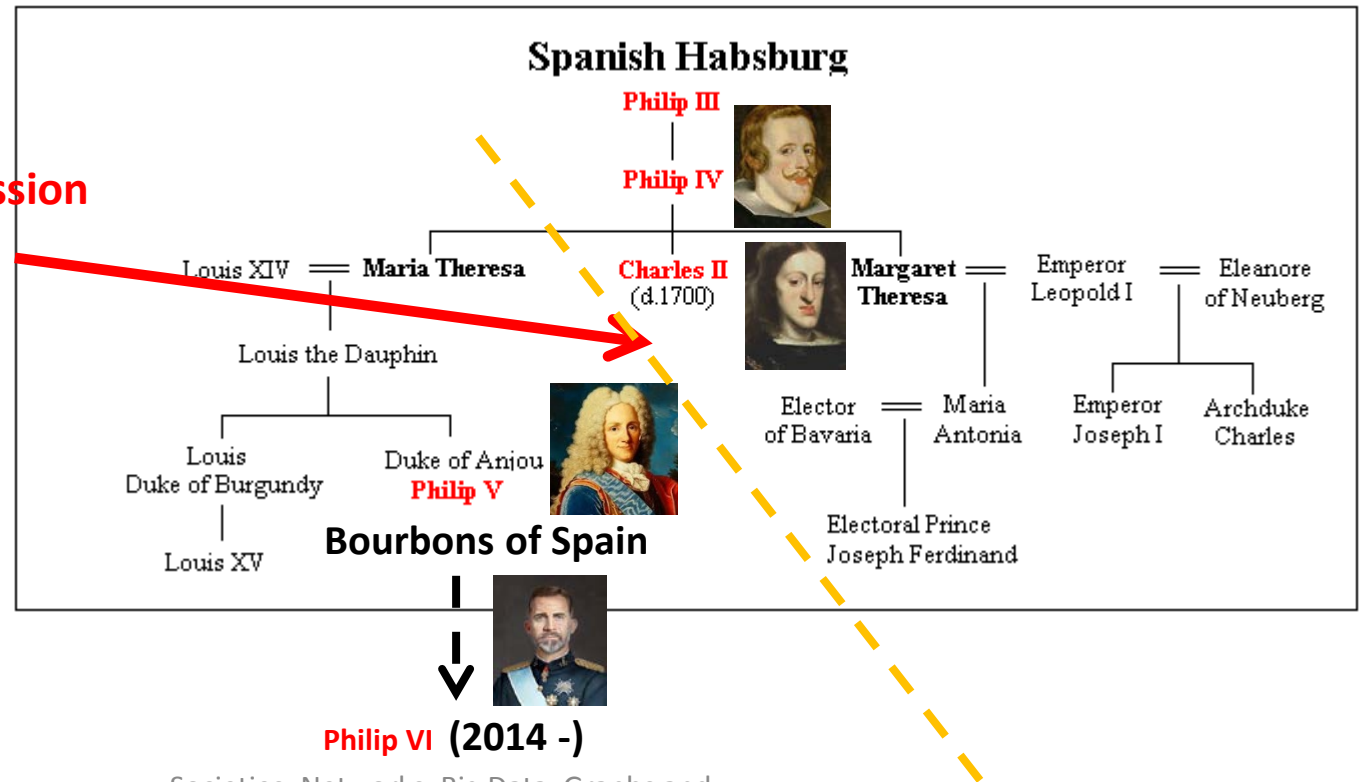 Spanish Habsburg
Philip III
Philip IV
ssion
Louis XIV
Maria Theresa
Charles II
(d.1700)
Margaret
Theresa
Emperor
Leopold I
Eleanore
of Neuberg
Louis the Dauphin
Elector
of Bavaria
Maria
Antonia
Emperor
Joseph I
Archduke
Charles
Louis
Duke of Burgundy
Duke of Anjou
Philip V
Louis XV
Bourbons of Spain
Electoral Prince
Joseph Ferdinand
Philip VI (2014 -)